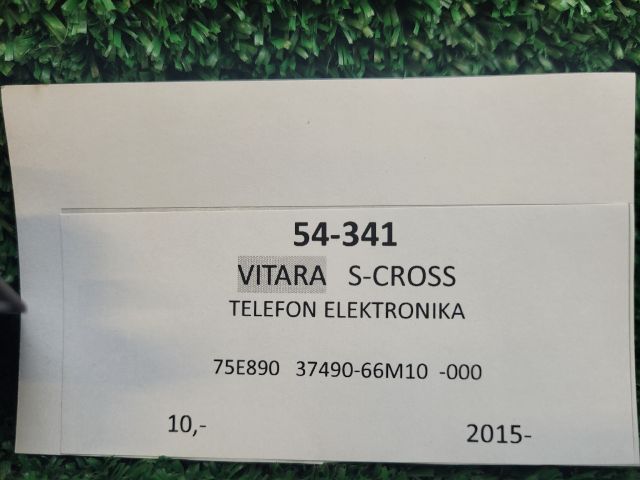 54-341
VITARA S-CROSS
TELEFON ELEKTRONIKA
75E890 37490-66M10 -000
10,- 2015-